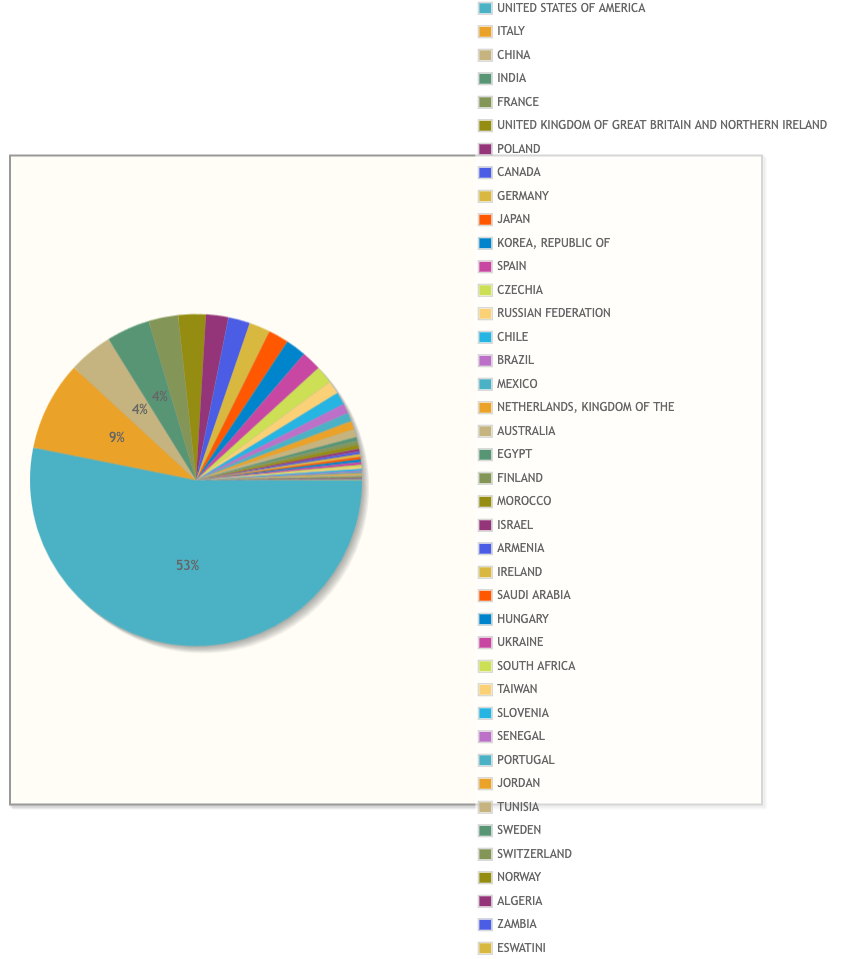 UNITED STATES OF AMERICA
ITALY
CHINA
INDIA
FRANCE
UNITED KINGDOM OF GREAT BRITAIN AND NORTHERN IRELAND
POLAND
CANADA
GERMANY
JAPAN
KOREA, REPUBLIC OF
SPAIN
CZECHIA
RUSSIAN FEDERATION
CHILE
BRAZIL
MEXICO
NETHERLANDS, KINGDOM OF THE
AUSTRALIA
EGYPT
FINLAND
MOROCCO
ISRAEL
ARMENIA
IRELAND
SAUDI ARABIA
HUNGARY
UKRAINE
SOUTH AFRICA
TAIWAN
SLOVENIA
SENEGAL
PORTUGAL
JORDAN
TUNISIA
SWEDEN
SWITZERLAND
NORWAY
ALGERIA
ZAMBIA
ESWATINI
4%
4%
9%
53%